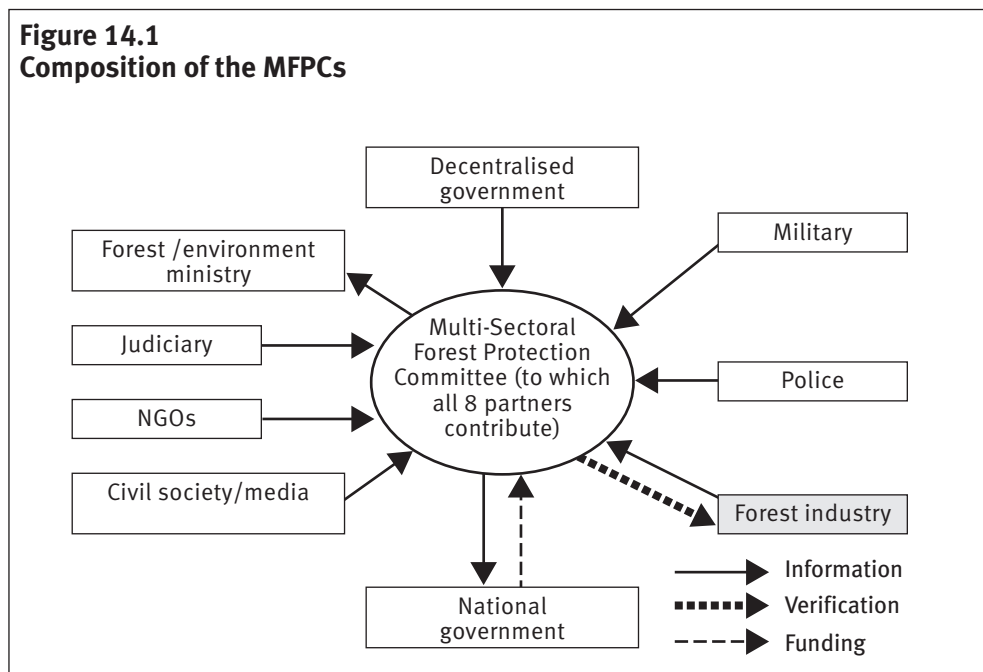 Figure 14.1
Composition of the MFPCs
Decentralised
government
Military
Forest /environment
ministry
Judiciary
Multi-Sectoral
Forest Protection
Committee (to which
all 8 partners
contribute)
Police
NGOs
Civil society/media
Forest industry
National
government
Information
Verification
Funding